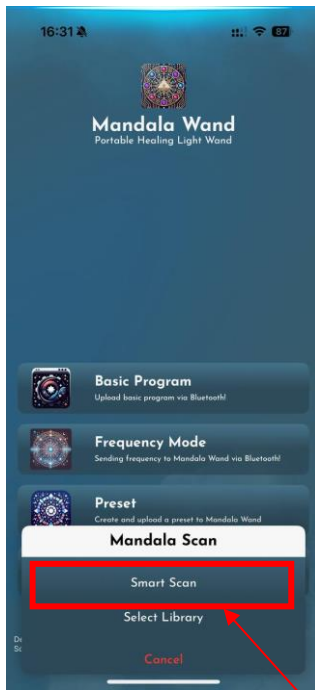 16:31
87
Mandala Wand
Portable Healing Light Wand
Basic Program
Upload basic program via Bluetooth!
Frequency Mode
Sending frequency to Mandala Wand via Bluetooth!
Preset
Create and upload a preset to Mandala Wand
Mandala Scan
Smart Scan
Select Library
Cancel